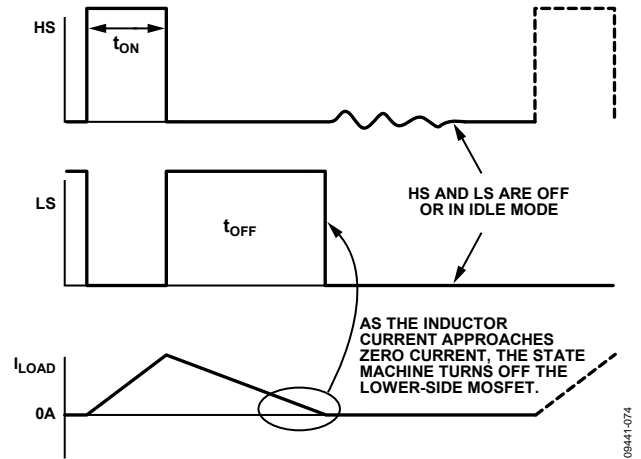 HS
tON
HS AND LS ARE OFF
OR IN IDLE MODE
LS
tOFF
AS THE INDUCTOR
CURRENT APPROACHES
ZERO CURRENT, THE STATE
MACHINE TURNS OFF THE
LOWER-SIDE MOSFET.
ILOAD
0A
09441-074